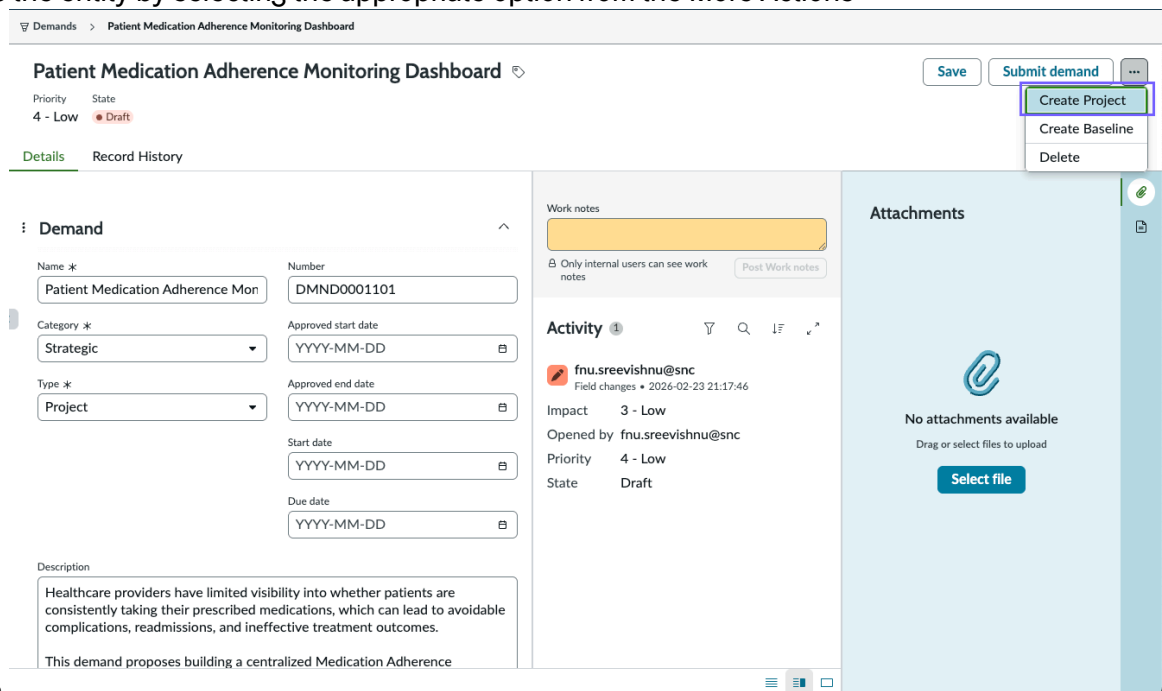 the entity by selecting the appropriate option from the More Actions
Demands > Patient Medication Adherence Monitoring Dashboard
Patient Medication Adherence Monitoring Dashboard
Save
Submit demand
...
Priority
State
4 - Low
Draft
Create Project
Create Baseline
Delete
Details
Record History
Demand
Name *
Patient Medication Adherence Mon
Number
DMND0001101
Category *
Strategic
Approved start date
YYYY-MM-DD
Type *
Project
Approved end date
YYYY-MM-DD
Start date
YYYY-MM-DD
Due date
YYYY-MM-DD
Description
Healthcare providers have limited visibility into whether patients are
consistently taking their prescribed medications, which can lead to avoidable
complications, readmissions, and ineffective treatment outcomes.
This demand proposes building a centralized Medication Adherence
Work notes
Only internal users can see work
notes
Post Work notes
Activity 1
fnu.sreevishnu@snc
Field changes • 2026-02-23 21:17:46
Impact 3 - Low
Opened by fnu.sreevishnu@snc
Priority 4 - Low
State Draft
Attachments
No attachments available
Drag or select files to upload
Select file